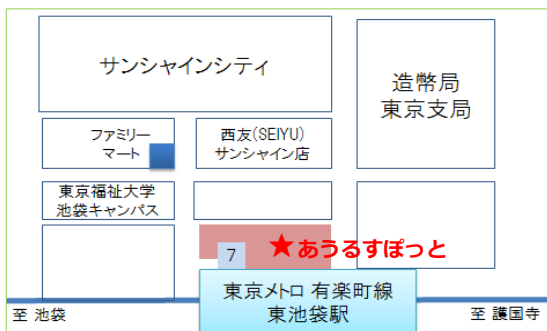 サンシャインシティ
造幣局
東京支局
ファミリー
マート
西友(SEIYU)
サンシャイン店
東京福祉大学
池袋キャンパス
7
★あうるすぽっと
東京メトロ 有楽町線
東池袋駅
至 池袋
至 護国寺